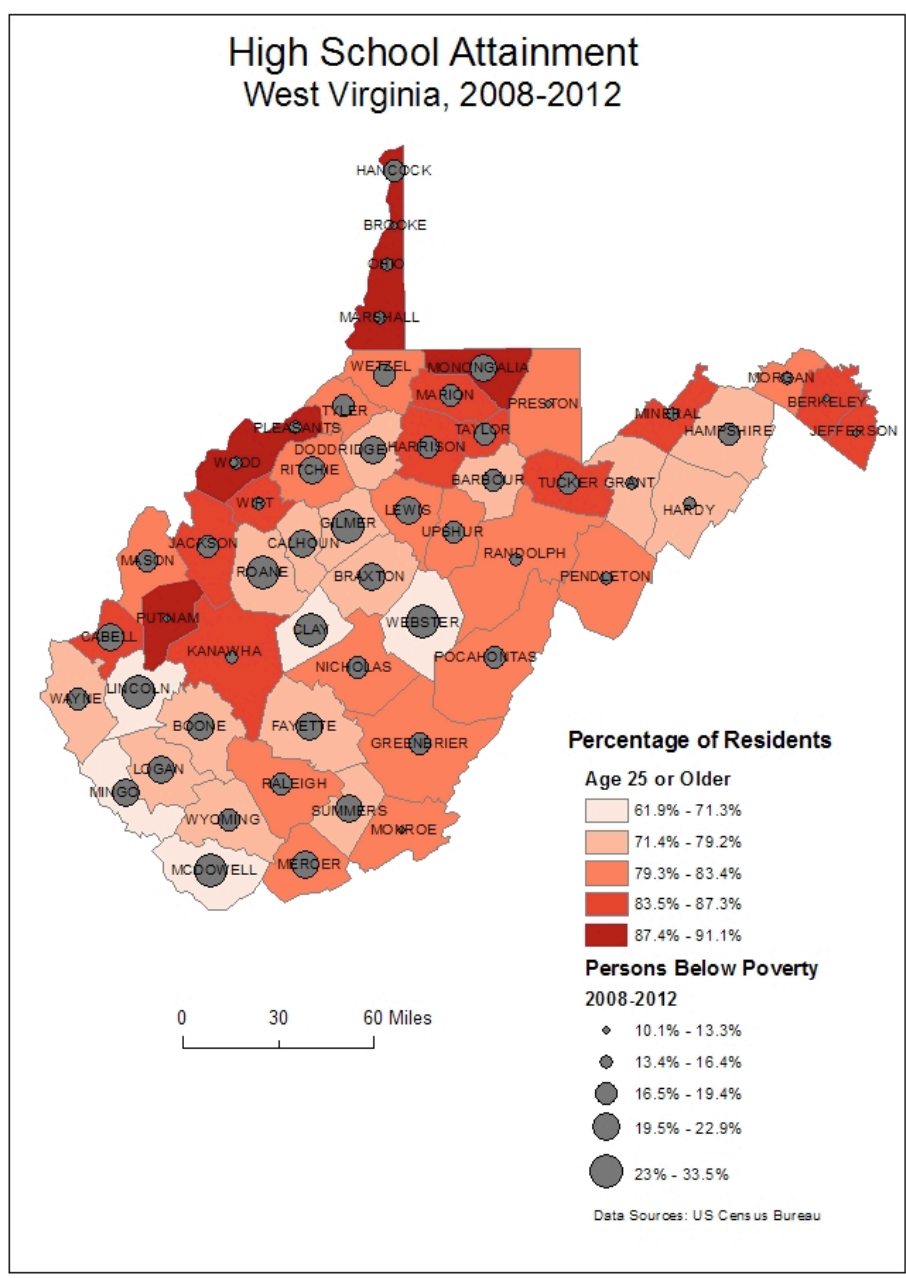 High School Attainment
West Virginia, 2008-2012
HANCOCK
BROOKE
OHIO
MARSHALL
WETZEL
MONONGALIA
MARION
PRESTON
TYLER
PLEASANTS
TAYLOR
DODDRIDGE
HARRISON
WOOD
RITCHIE
MORGAN
BERKELEY
MINERAL
HAMPSHIRE
JEFFERSON
BARBOUR
TUCKER
GRANT
WIRT
HARDY
LEWIS
GILMER
UPSHUR
JACKSON
CALHOUN
RANDOLPH
MASON
ROANE
BRAXTON
PENDLETON
PUTNAM
CABELL
CLAY
WEBSTER
KANAWHA
POCAHONTAS
NICHOLAS
LINCOLN
WAYNE
BOONE
FAYETTE
GREENBRIER
LOGAN
RALEIGH
MINGO
SUMMERS
WYOMING
MONROE
MCDOWELL
MERCER
Percentage of Residents
Age 25 or Older
61.9% - 71.3%
71.4% - 79.2%
79.3% - 83.4%
83.5% - 87.3%
87.4% - 91.1%
Persons Below Poverty
2008-2012
10.1% - 13.3%
13.4% - 16.4%
16.5% - 19.4%
19.5% - 22.9%
23% - 33.5%
0 30 60 Miles
Data Sources: US Census Bureau